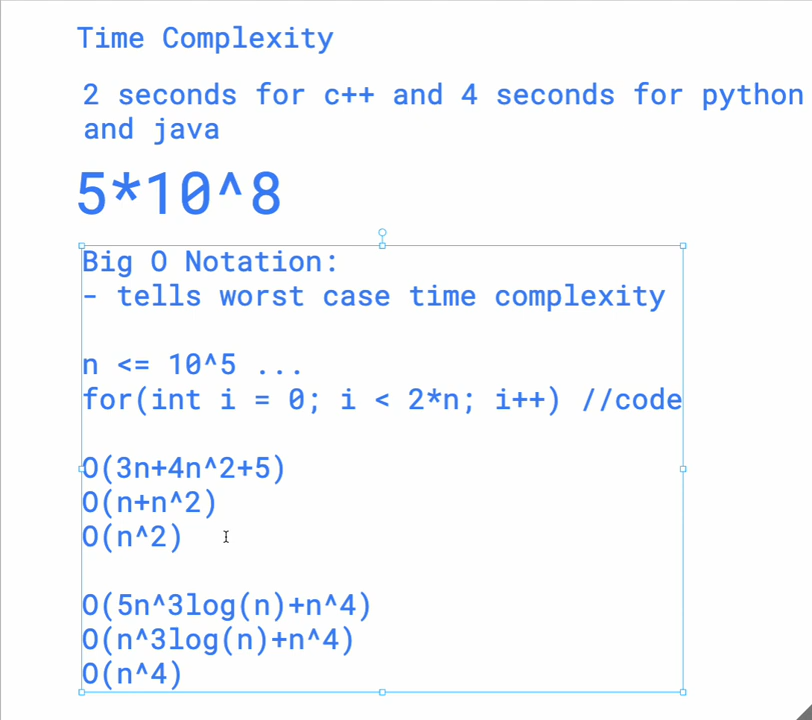 Time Complexity
2 seconds for c++ and 4 seconds for python
and java
5*10^8
Big O Notation:
- tells worst case time complexity
n <= 10^5 ...
for(int i = 0; i < 2*n; i++) //code
O(3n+4n^2+5)
O(n+n^2)
O(n^2)
O(5n^3log(n)+n^4)
O(n^3log(n)+n^4)
O(n^4)